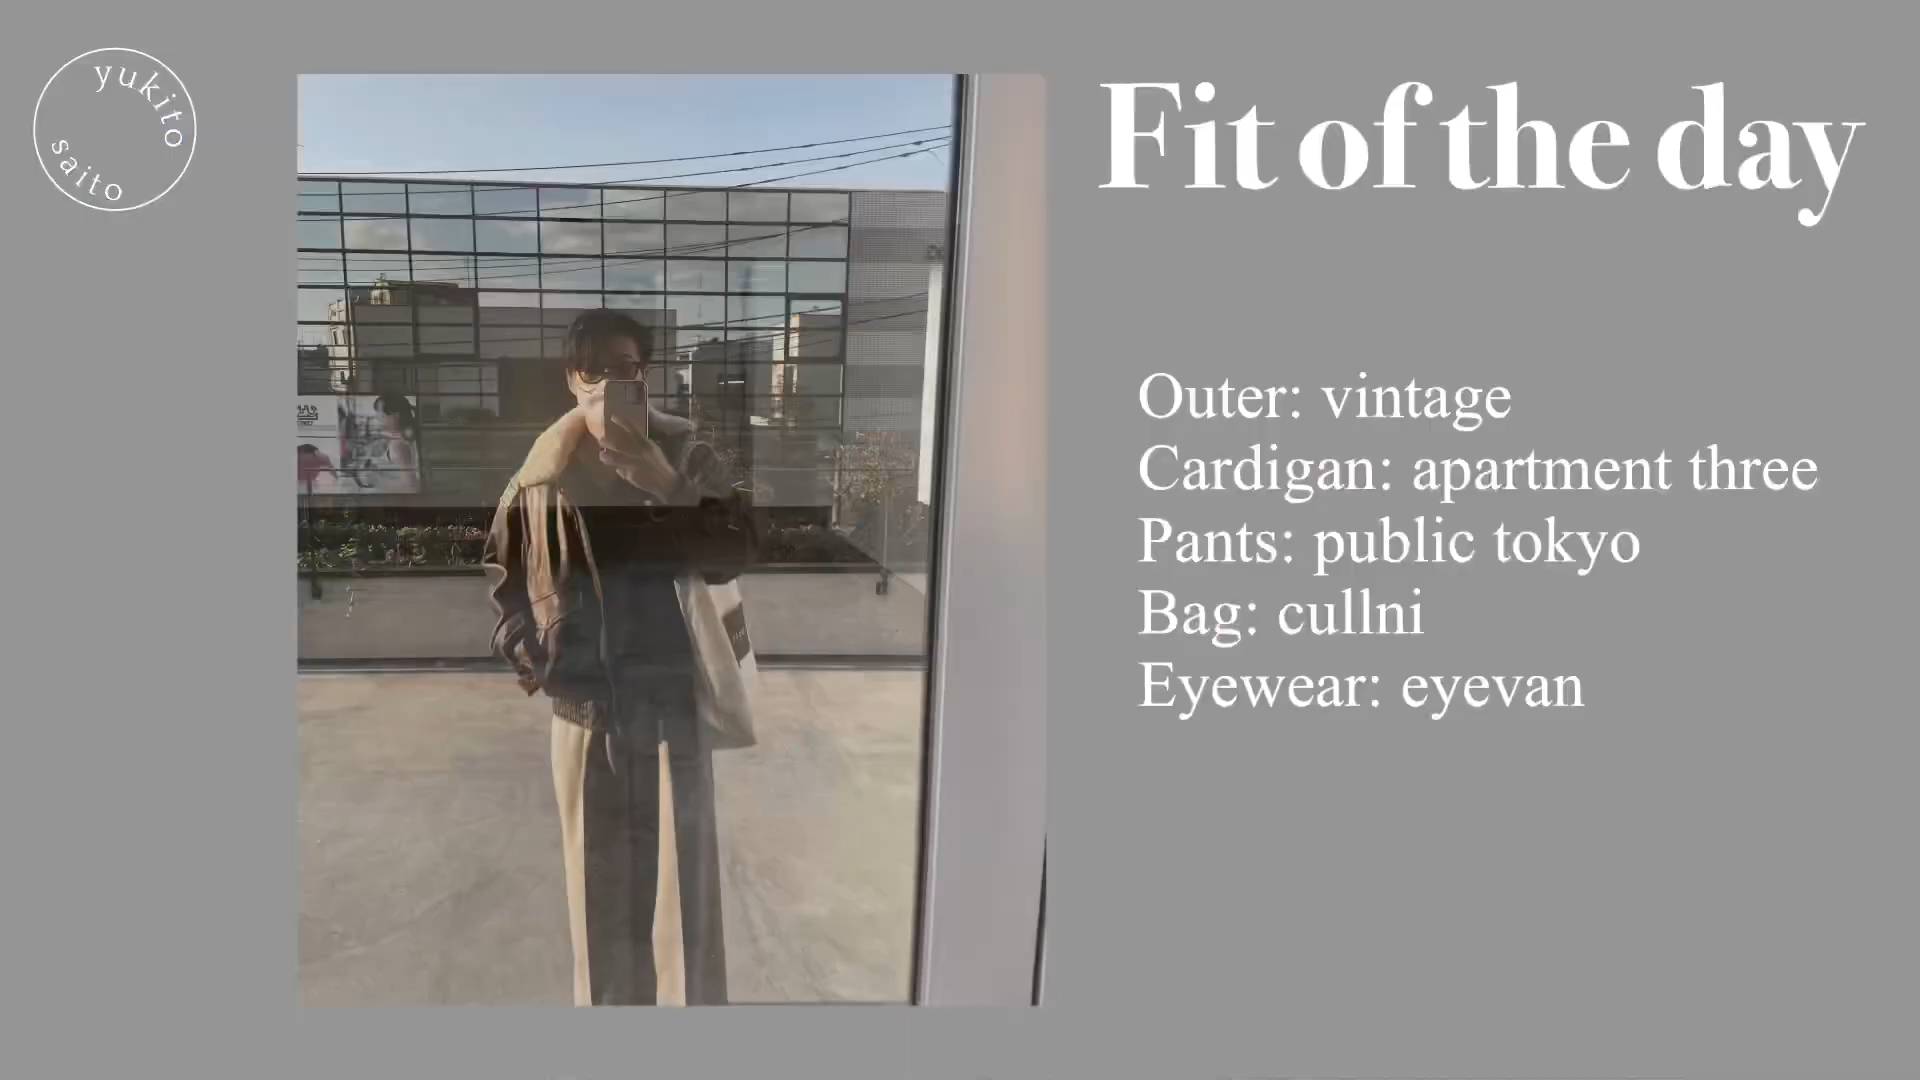 yukito
saito
Fit of the day
Outer: vintage
Cardigan: apartment three
Pants: public tokyo
Bag: cullni
Eyewear: eyevan